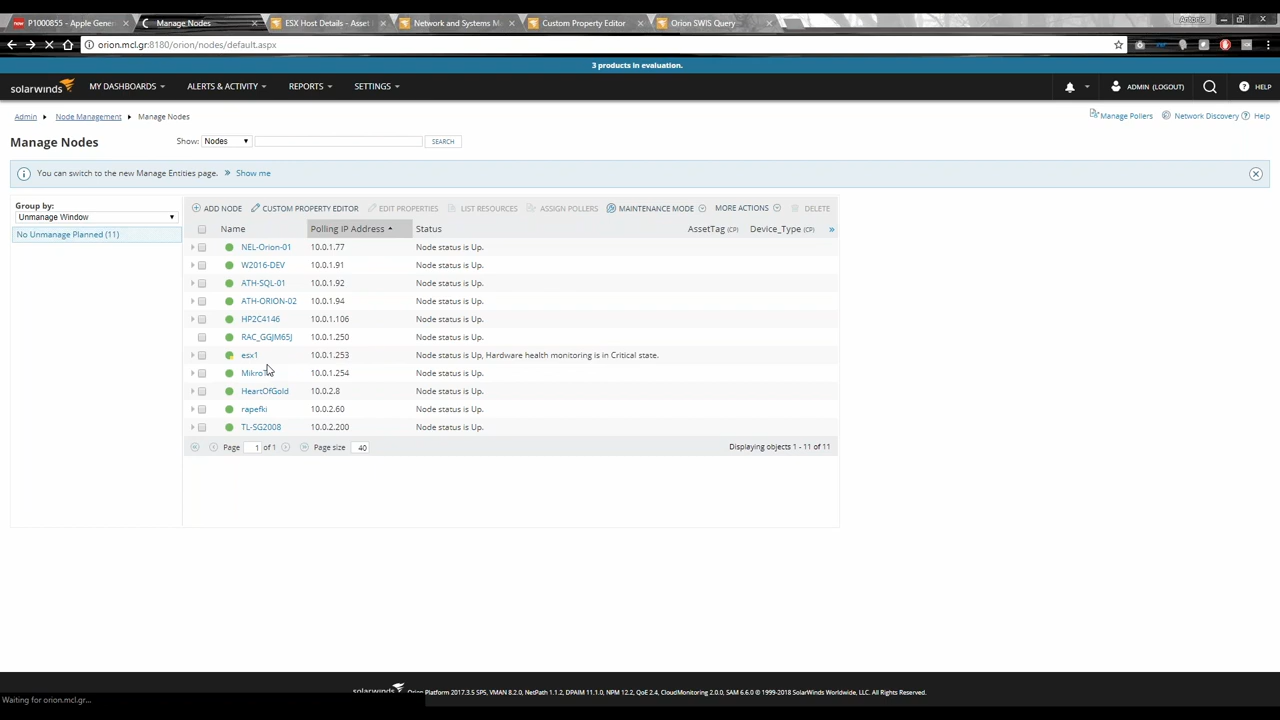 P1000855 – Apple Gener
Manage Nodes
ESX Host Details – Asset
Network and Systems M
Custom Property Editor
Orion SWIS Query
Antonis
orion.mcl.gr:8180/orion/nodes/default.aspx
3 products in evaluation.
solarwinds MY DASHBOARDS ALERTS & ACTIVITY REPORTS SETTINGS ADMIN (LOGOUT) HELP
Admin Node Management Manage Nodes
Manage Pollers Network Discovery Help
Manage Nodes
Show: Nodes SEARCH
You can switch to the new Manage Entities page. » Show me
Group by:
Unmanage Window
No Unmanage Planned (11)
ADD NODE CUSTOM PROPERTY EDITOR EDIT PROPERTIES LIST RESOURCES ASSIGN POLLERS MAINTENANCE MODE MORE ACTIONS DELETE
Name Polling IP Address Status AssetTag (CP) Device_Type (CP) »
NEL-Orion-01 10.0.1.77 Node status is Up.
W2016-DEV 10.0.1.91 Node status is Up.
ATH-SQL-01 10.0.1.92 Node status is Up.
ATH-ORION-02 10.0.1.94 Node status is Up.
HP2C4146 10.0.1.106 Node status is Up.
RAC_GGJM65J 10.0.1.250 Node status is Up.
esx1 10.0.1.253 Node status is Up, Hardware health monitoring is in Critical state.
10.0.1.254 Node status is Up.
HeartOfGold 10.0.2.8 Node status is Up.
rapefki 10.0.2.60 Node status is Up.
TL-SG2008 10.0.2.200 Node status is Up.
Page 1 of 1 Page size 40 Displaying objects 1 - 11 of 11
solarwinds Orion Platform 2017.3.5 SP5, VMAN 8.2.0, NetPath 1.1.2, DPAIM 11.1.0, NPM 12.2, QoE 2.4, CloudMonitoring 2.0.0, SAM 6.6.0 © 1999-2018 SolarWinds Worldwide, LLC. All Rights Reserved.
Waiting for orion.mcl.gr...